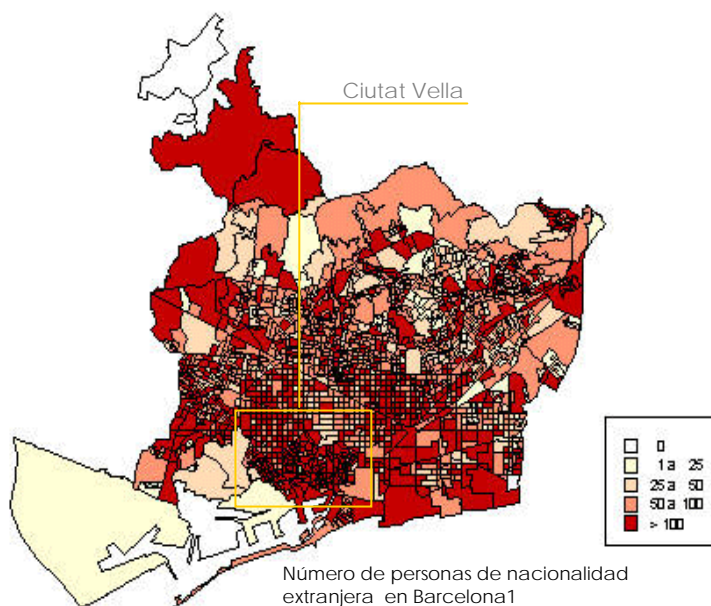 Ciutat Vella
0
1 a 25
25 a 50
50 a 100
> 100
Número de personas de nacionalidad
extranjera en Barcelona1